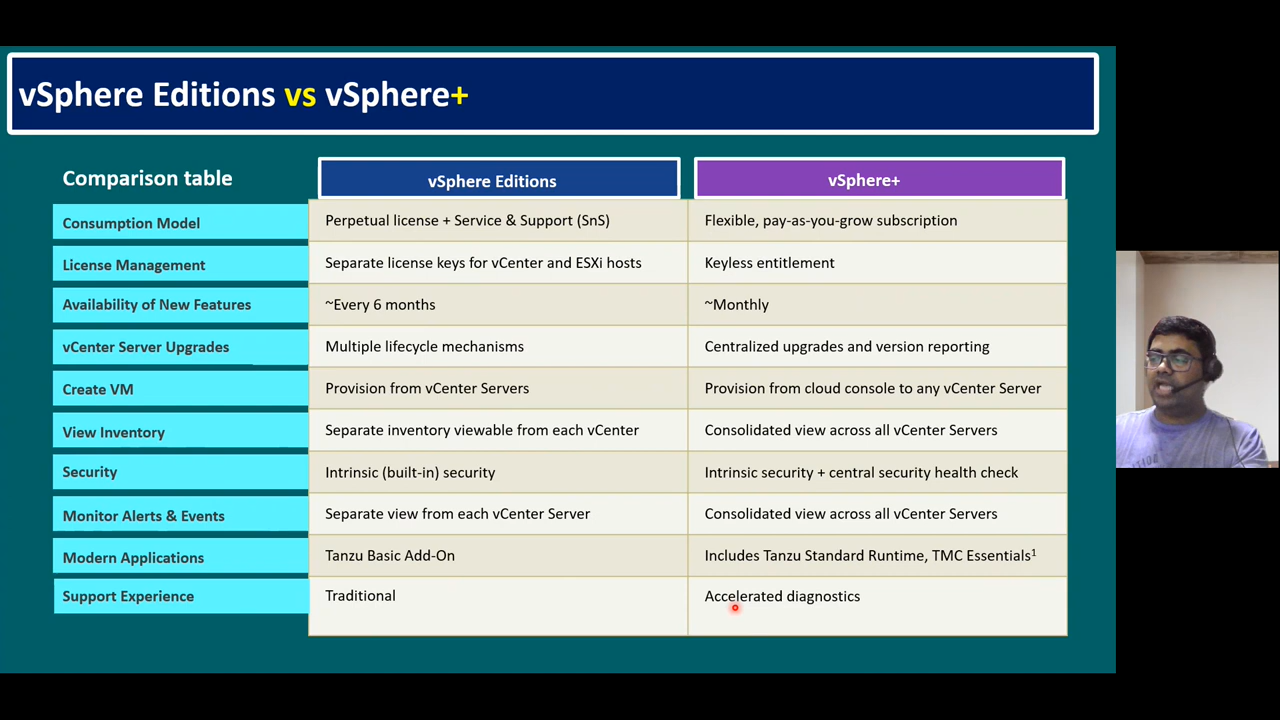 vSphere Editions vs vSphere+
Comparison table
vSphere Editions
vSphere+
Consumption Model
Perpetual license + Service & Support (SnS)
Flexible, pay-as-you-grow subscription
License Management
Separate license keys for vCenter and ESXi hosts
Keyless entitlement
Availability of New Features
~Every 6 months
~Monthly
vCenter Server Upgrades
Multiple lifecycle mechanisms
Centralized upgrades and version reporting
Create VM
Provision from vCenter Servers
Provision from cloud console to any vCenter Server
View Inventory
Separate inventory viewable from each vCenter
Consolidated view across all vCenter Servers
Security
Intrinsic (built-in) security
Intrinsic security + central security health check
Monitor Alerts & Events
Separate view from each vCenter Server
Consolidated view across all vCenter Servers
Modern Applications
Tanzu Basic Add-On
Includes Tanzu Standard Runtime, TMC Essentials¹
Support Experience
Traditional
Accelerated diagnostics